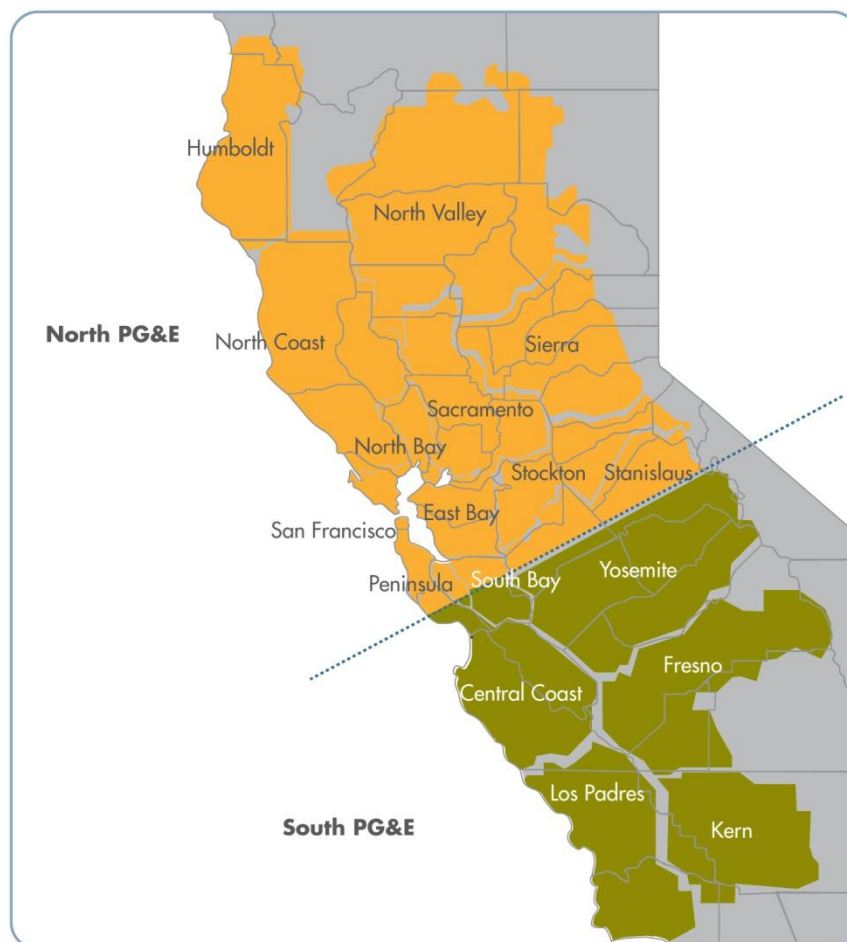 Humboldt
North Valley
North PG&E
North Coast
Sierra
Sacramento
North Bay
Stockton
Stanislaus
East Bay
San Francisco
South Bay
Yosemite
Peninsula
Fresno
Central Coast
Los Padres
South PG&E
Kern